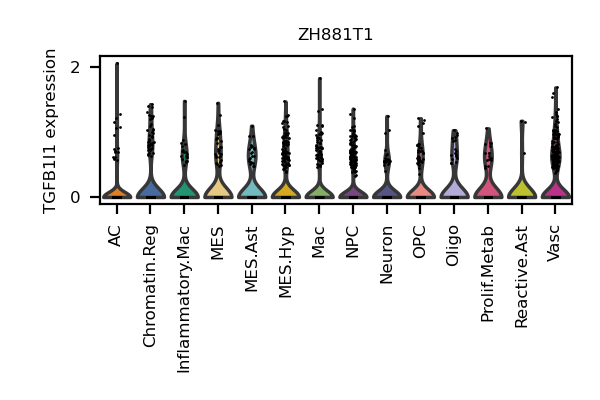 ZH881T1
TGFB1I1 expression
2
0
AC
Chromatin.Reg
Inflammatory.Mac
MES
MES.Ast
MES.Hyp
Mac
NPC
Neuron
OPC
Oligo
Prolif.Metab
Reactive.Ast
Vasc